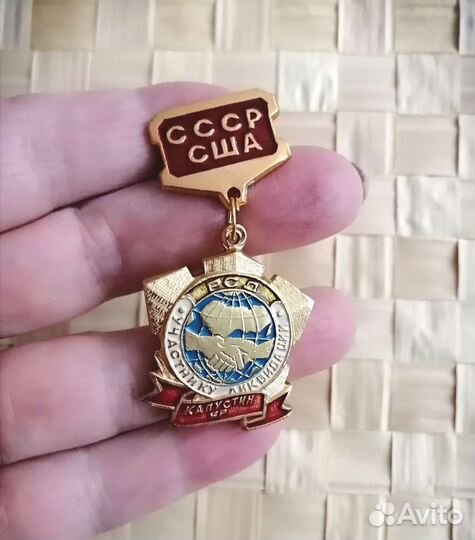 СССР
США
РСД
УЧАСТНИКУ ЛИКВИДАЦИИ
КАПУСТИН
ЯР
Avito